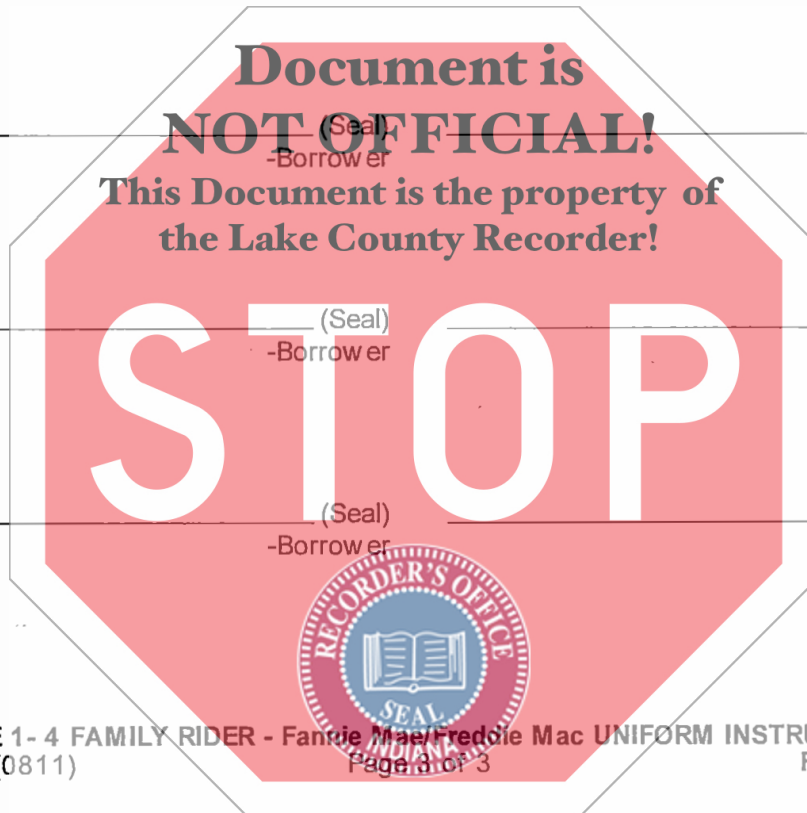 Document is
NOT OFFICIAL!
(Seal)
-Borrower
This Document is the property of
the Lake County Recorder!
STOP
(Seal)
-Borrower
(Seal)
-Borrower
RECORDER'S OFFICE
SEAL
INDIANA
1-4 FAMILY RIDER - Fannie Mae/Freddie Mac UNIFORM INSTRU
0811)
Page 3 of 3